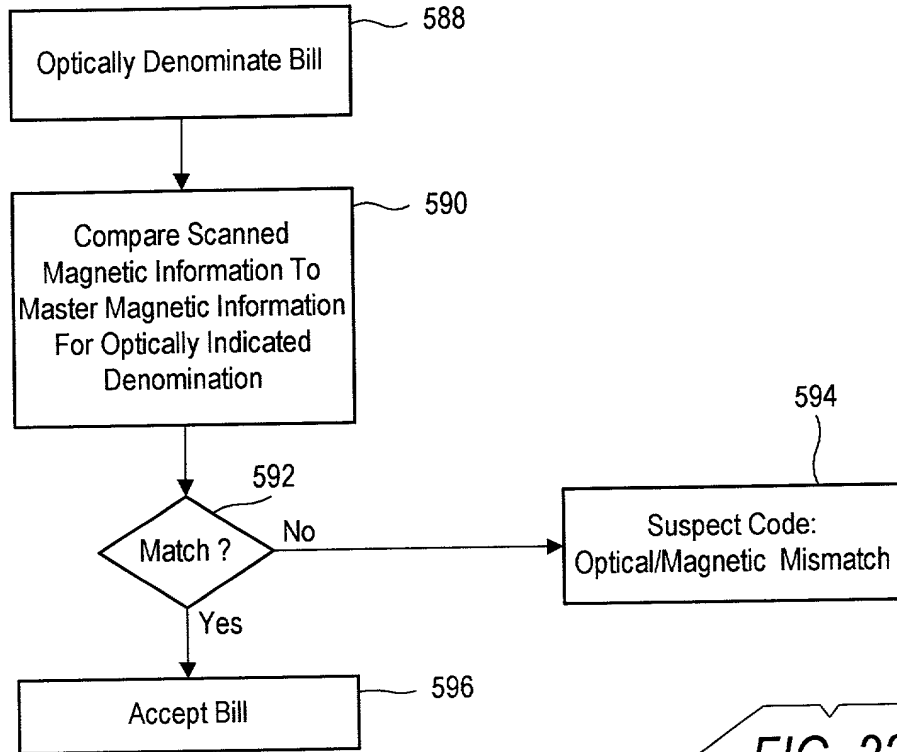 588
Optically Denominate Bill
590
Compare Scanned
Magnetic Information To
Master Magnetic Information
For Optically Indicated
Denomination
592
Match ?
No
594
Suspect Code:
Optical/Magnetic Mismatch
Yes
596
Accept Bill
FIG.